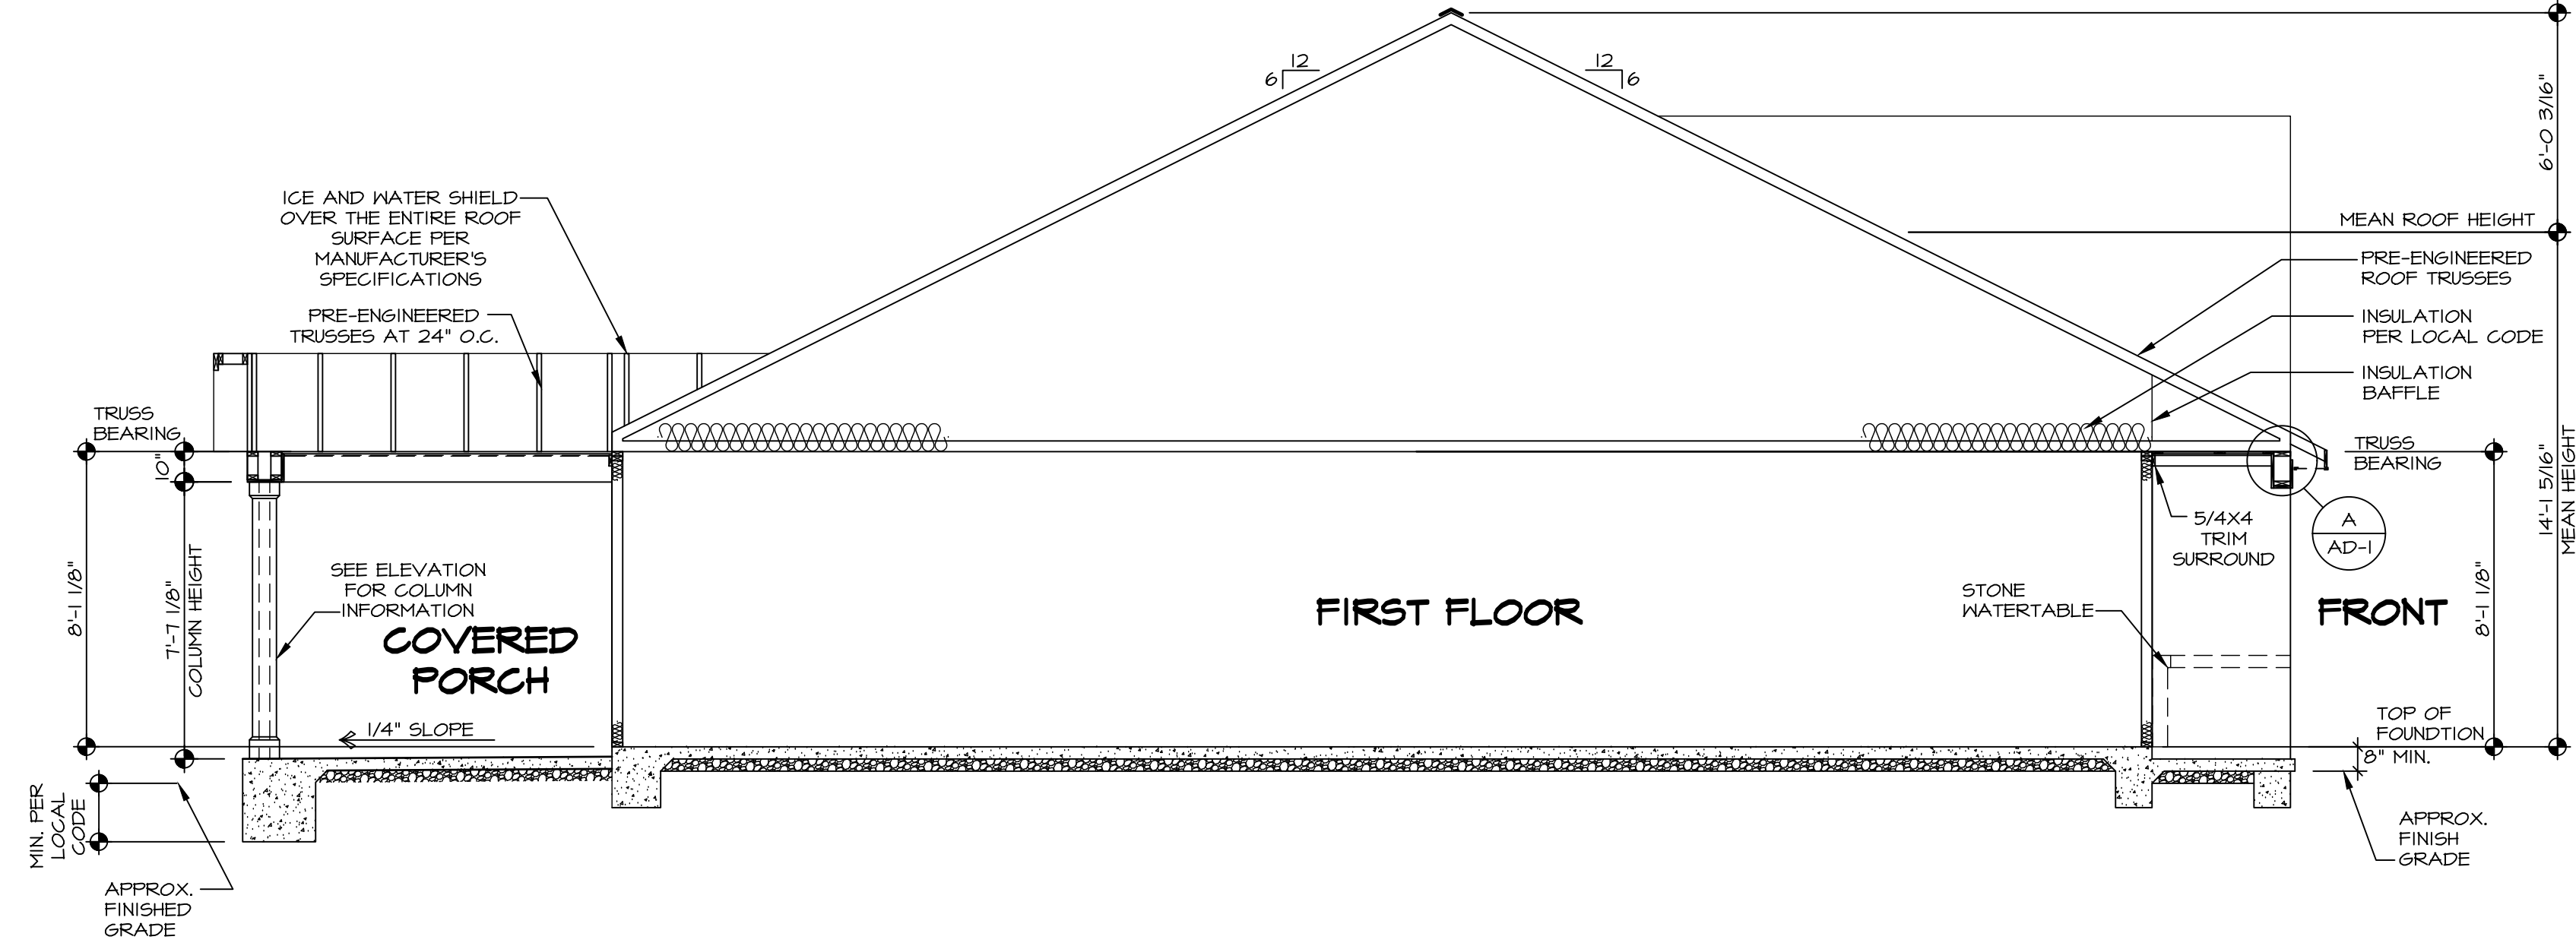 12
6
12
6
6'-0 3/16"
ICE AND WATER SHIELD
OVER THE ENTIRE ROOF
SURFACE PER
MANUFACTURER'S
SPECIFICATIONS
MEAN ROOF HEIGHT
PRE-ENGINEERED
ROOF TRUSSES
PRE-ENGINEERED
TRUSSES AT 24" O.C.
INSULATION
PER LOCAL CODE
INSULATION
BAFFLE
TRUSS
BEARING
10"
TRUSS
BEARING
14'-1 5/16"
MEAN HEIGHT
5/4X4
TRIM
SURROUND
A
AD-1
8'-1 1/8"
7'-7 1/8"
COLUMN HEIGHT
SEE ELEVATION
FOR COLUMN
INFORMATION
COVERED
PORCH
FIRST FLOOR
STONE
WATERTABLE
FRONT
8'-1 1/8"
1/4" SLOPE
TOP OF
FOUNDTION
8" MIN.
MIN. PER
LOCAL
CODE
APPROX.
FINISH
GRADE
APPROX.
FINISHED
GRADE